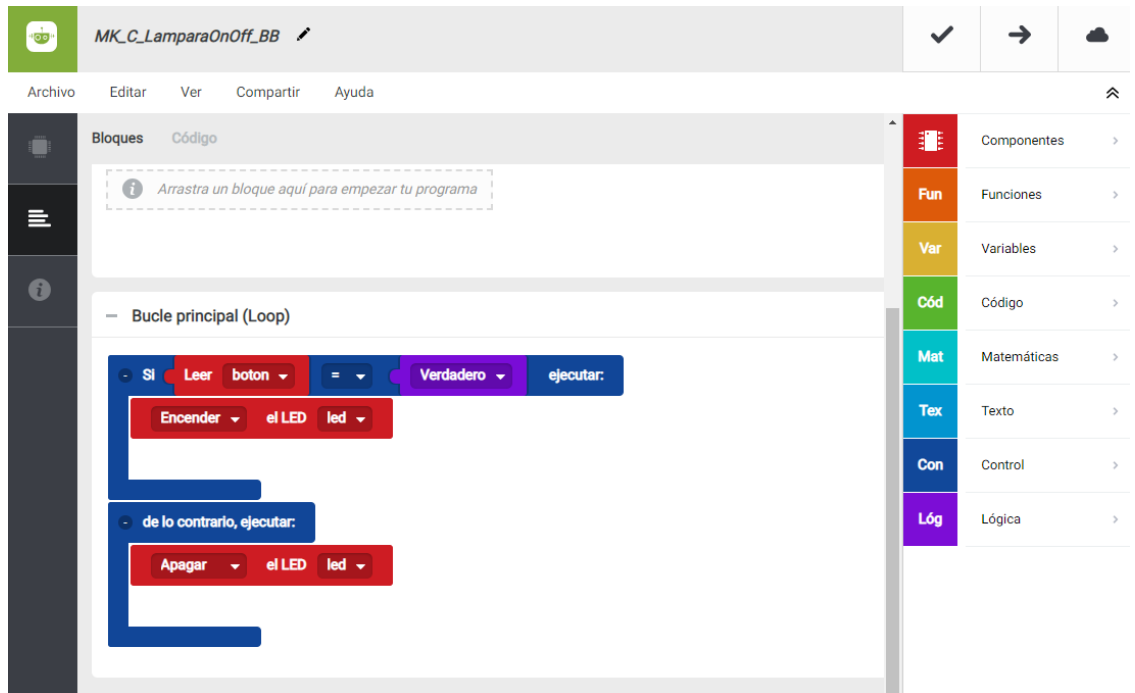 MK_C_LamparaOnOff_BB
Archivo Editar Ver Compartir Ayuda
Bloques Código
i Arrastra un bloque aquí para empezar tu programa
i
Bucle principal (Loop)
SI Leer boton = Verdadero ejecutar:
Encender el LED led
de lo contrario, ejecutar:
Apagar el LED led
Componentes
Fun Funciones
Var Variables
Cód Código
Mat Matemáticas
Tex Texto
Con Control
Lóg Lógica